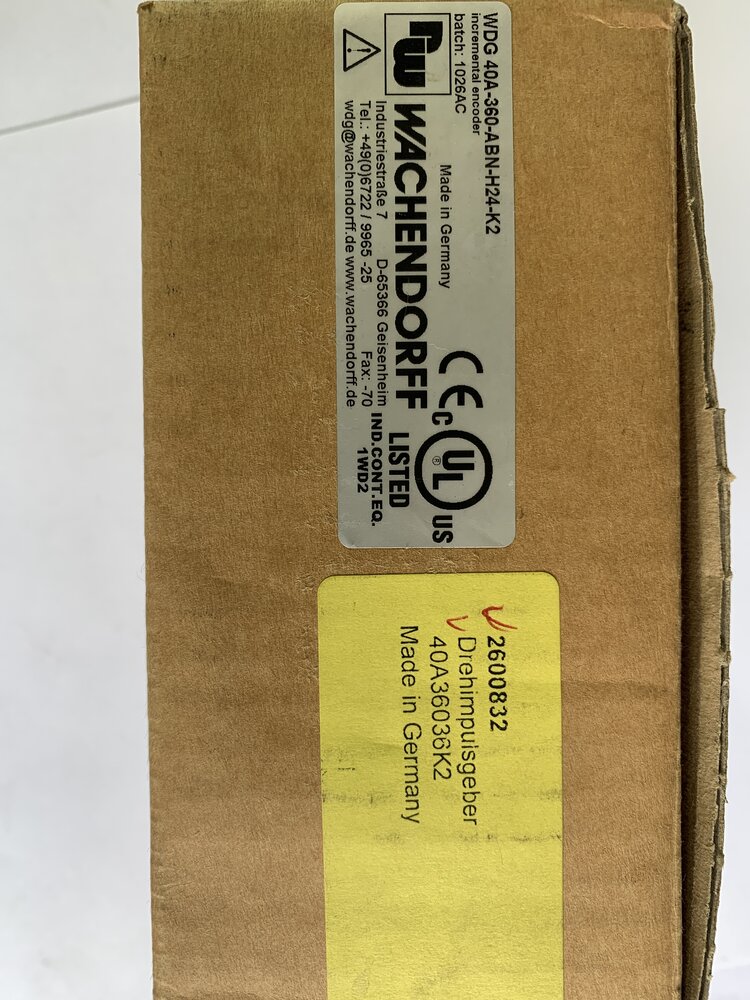 WDG 40A-360-ABN-H24-K2
incremental encoder
batch: 1026AC
Made in Germany
WACHENDORFF
Industriestraße 7 D-65366 Geisenheim
Tel.: +49(0)6722 / 9965 -25 Fax: -70
wdg@wachendorff.de www.wachendorff.de
CE
C UL US
®
LISTED
IND.CONT.EQ.
1WD2
2600832
Drehimpulsgeber
40A36036K2
Made in Germany